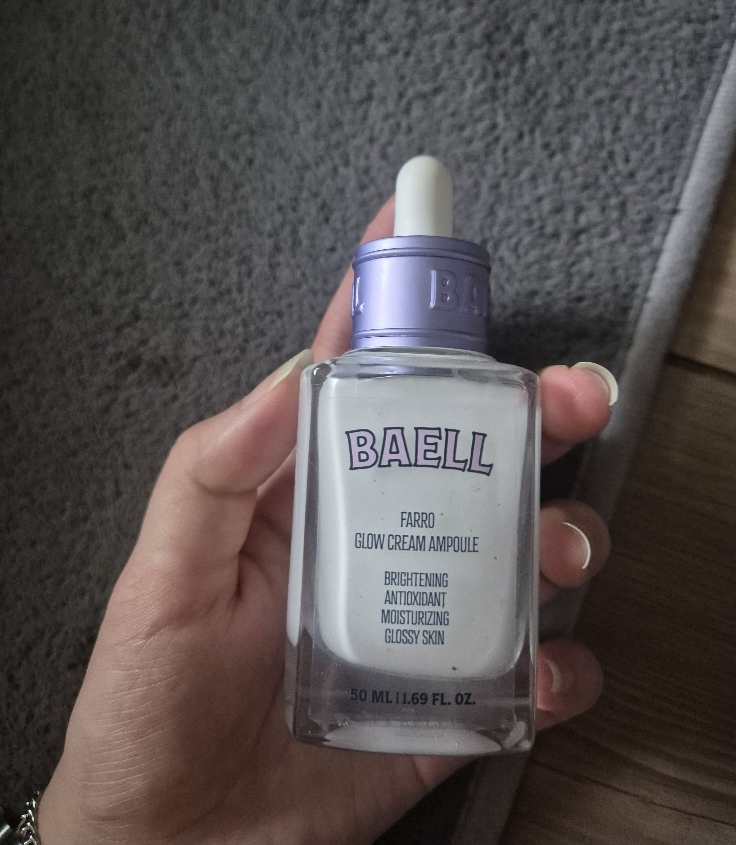 BAELL
FARRO
GLOW CREAM AMPOULE
BRIGHTENING
ANTIOXIDANT
MOISTURIZING
GLOSSY SKIN
50 ML | 1.69 FL. OZ.